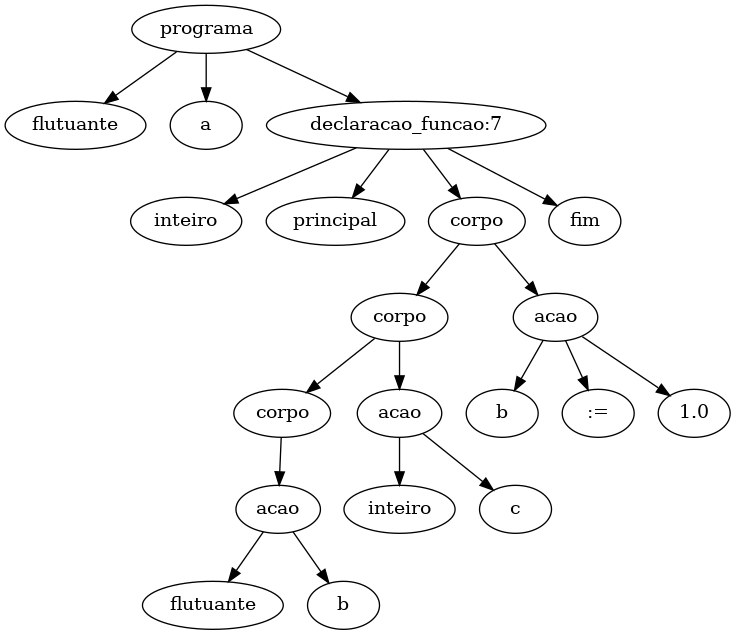 programa
flutuante
a
declaracao_funcao:7
inteiro
principal
corpo
fim
corpo
acao
corpo
acao
b
:=
1.0
acao
inteiro
c
flutuante
b